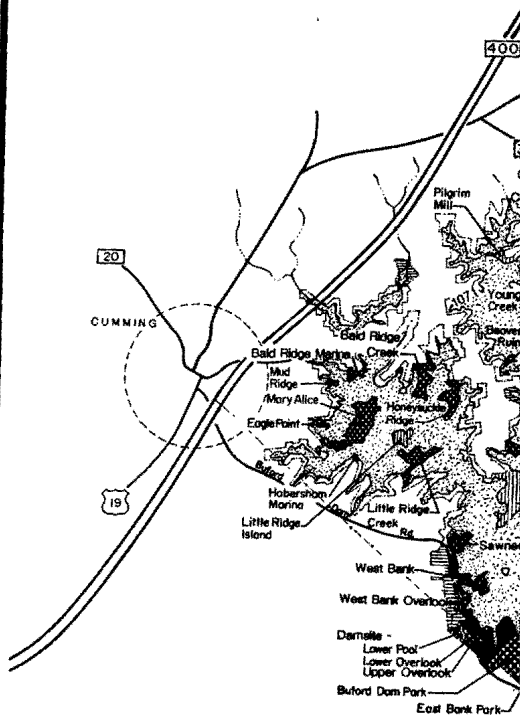 400
Pilgrim
Mill
20
107
Young
Creek
CUMMING
Bald Ridge
Creek
Bald Ridge Marina
Mud
Ridge
Mary Alice
Honeysuckle
Ridge
Eagle Point
Buford
Dam
Rd.
Habersham
Marina
19
Little Ridge
Island
Little Ridge
Creek
Sawnee
West Bank
West Bank Overlook
Damsite -
Lower Pool
Lower Overlook
Upper Overlook
Buford Dam Park
East Bank Park